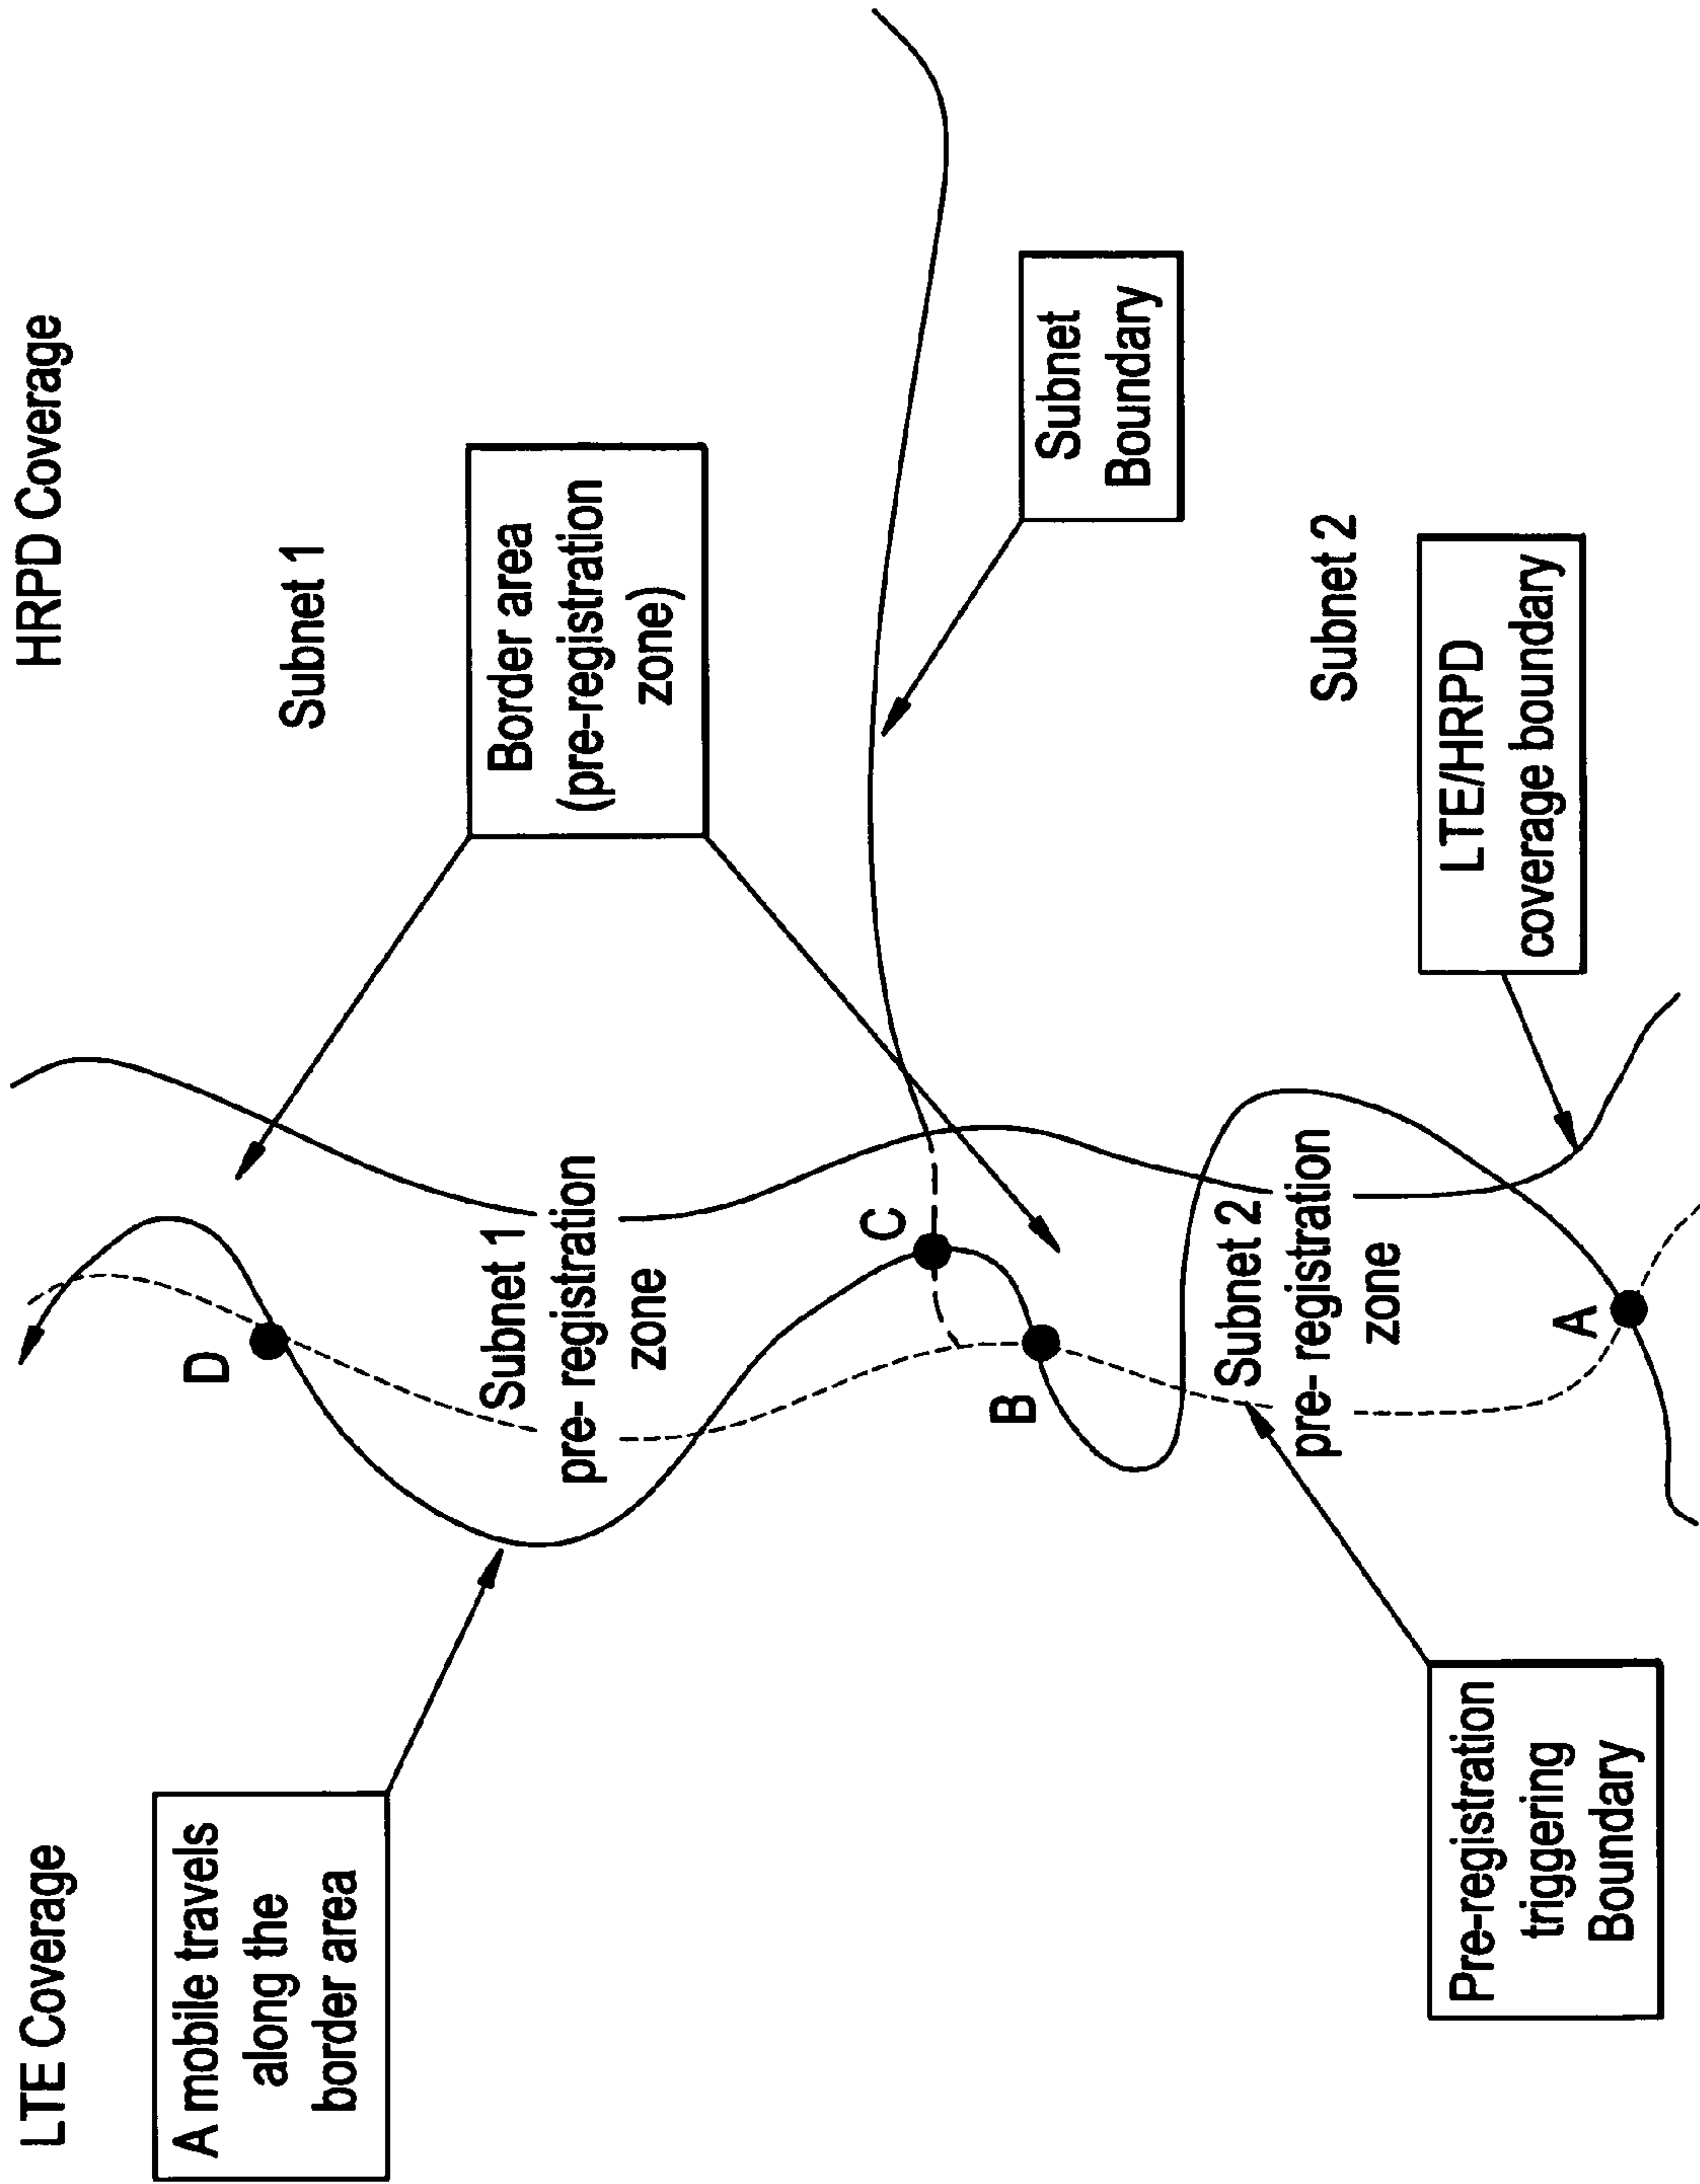 LTE Coverage
HRPD Coverage
A mobile travels
along the
border area
D
Subnet 1
Border area
(pre-registration
zone)
Subnet 1
pre- registration
zone
C
B
Subnet
Boundary
Subnet 2
pre- registration
zone
Subnet 2
A
Pre-registration
triggering
Boundary
LTE/HRPD
coverage boundary